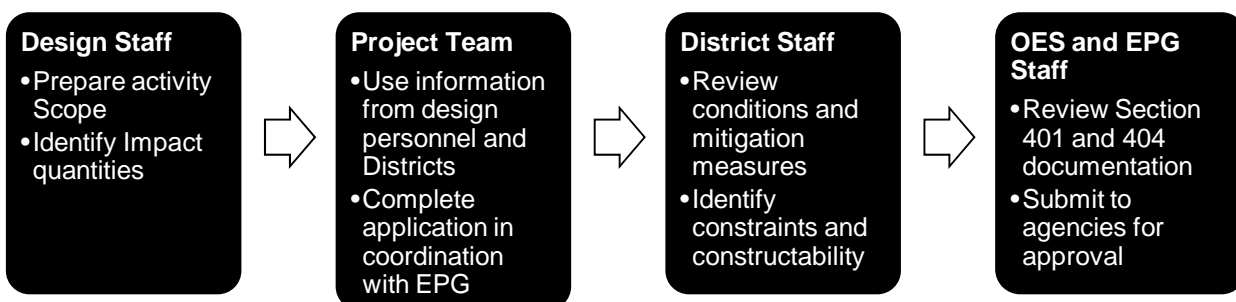 Design Staff
•Prepare activity
Scope
•Identify Impact
quantities
Project Team
•Use information
from design
personnel and
Districts
•Complete
application in
coordination
with EPG
District Staff
•Review
conditions and
mitigation
measures
•Identify
constraints and
constructability
OES and EPG
Staff
•Review Section
401 and 404
documentation
•Submit to
agencies for
approval